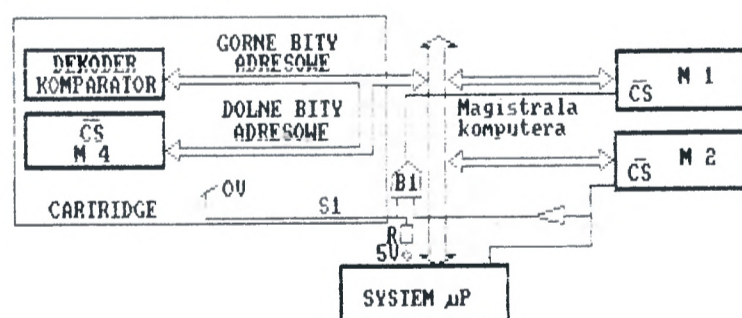 GORNE BITY
ADRESOWE
DEKODER
KOMPARATOR
DOLNE BITY
ADRESOWE
CS
M 4
Magistrala
komputera
CS M 1
CS M 2
B1
0V
S1
CARTRIDGE
R
5V
SYSTEM µP